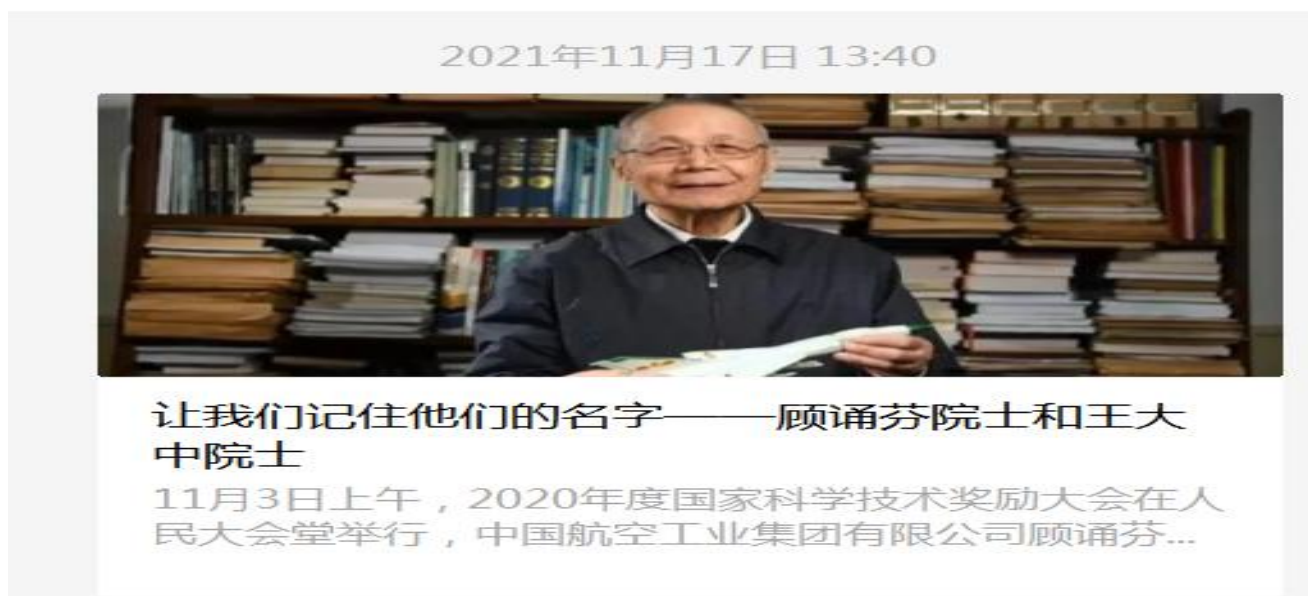 2021年11月17日 13:40
让我们记住他们的名字——顾诵芬院士和王大
中院士
11月3日上午，2020年度国家科学技术奖励大会在人
民大会堂举行，中国航空工业集团有限公司顾诵芬...